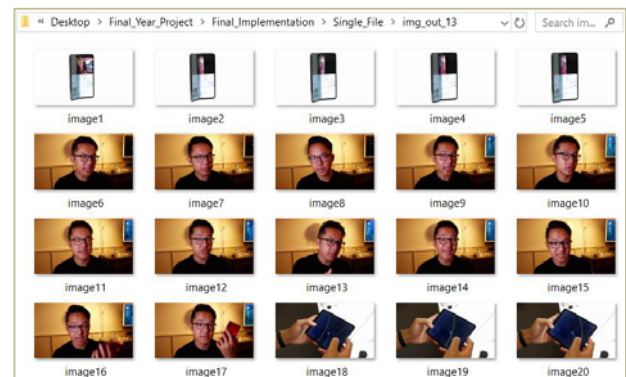 « Desktop > Final_Year_Project > Final_Implementation > Single_File > img_out_13
Search im...
image1 image2 image3 image4 image5
image6 image7 image8 image9 image10
image11 image12 image13 image14 image15
image16 image17 image18 image19 image20